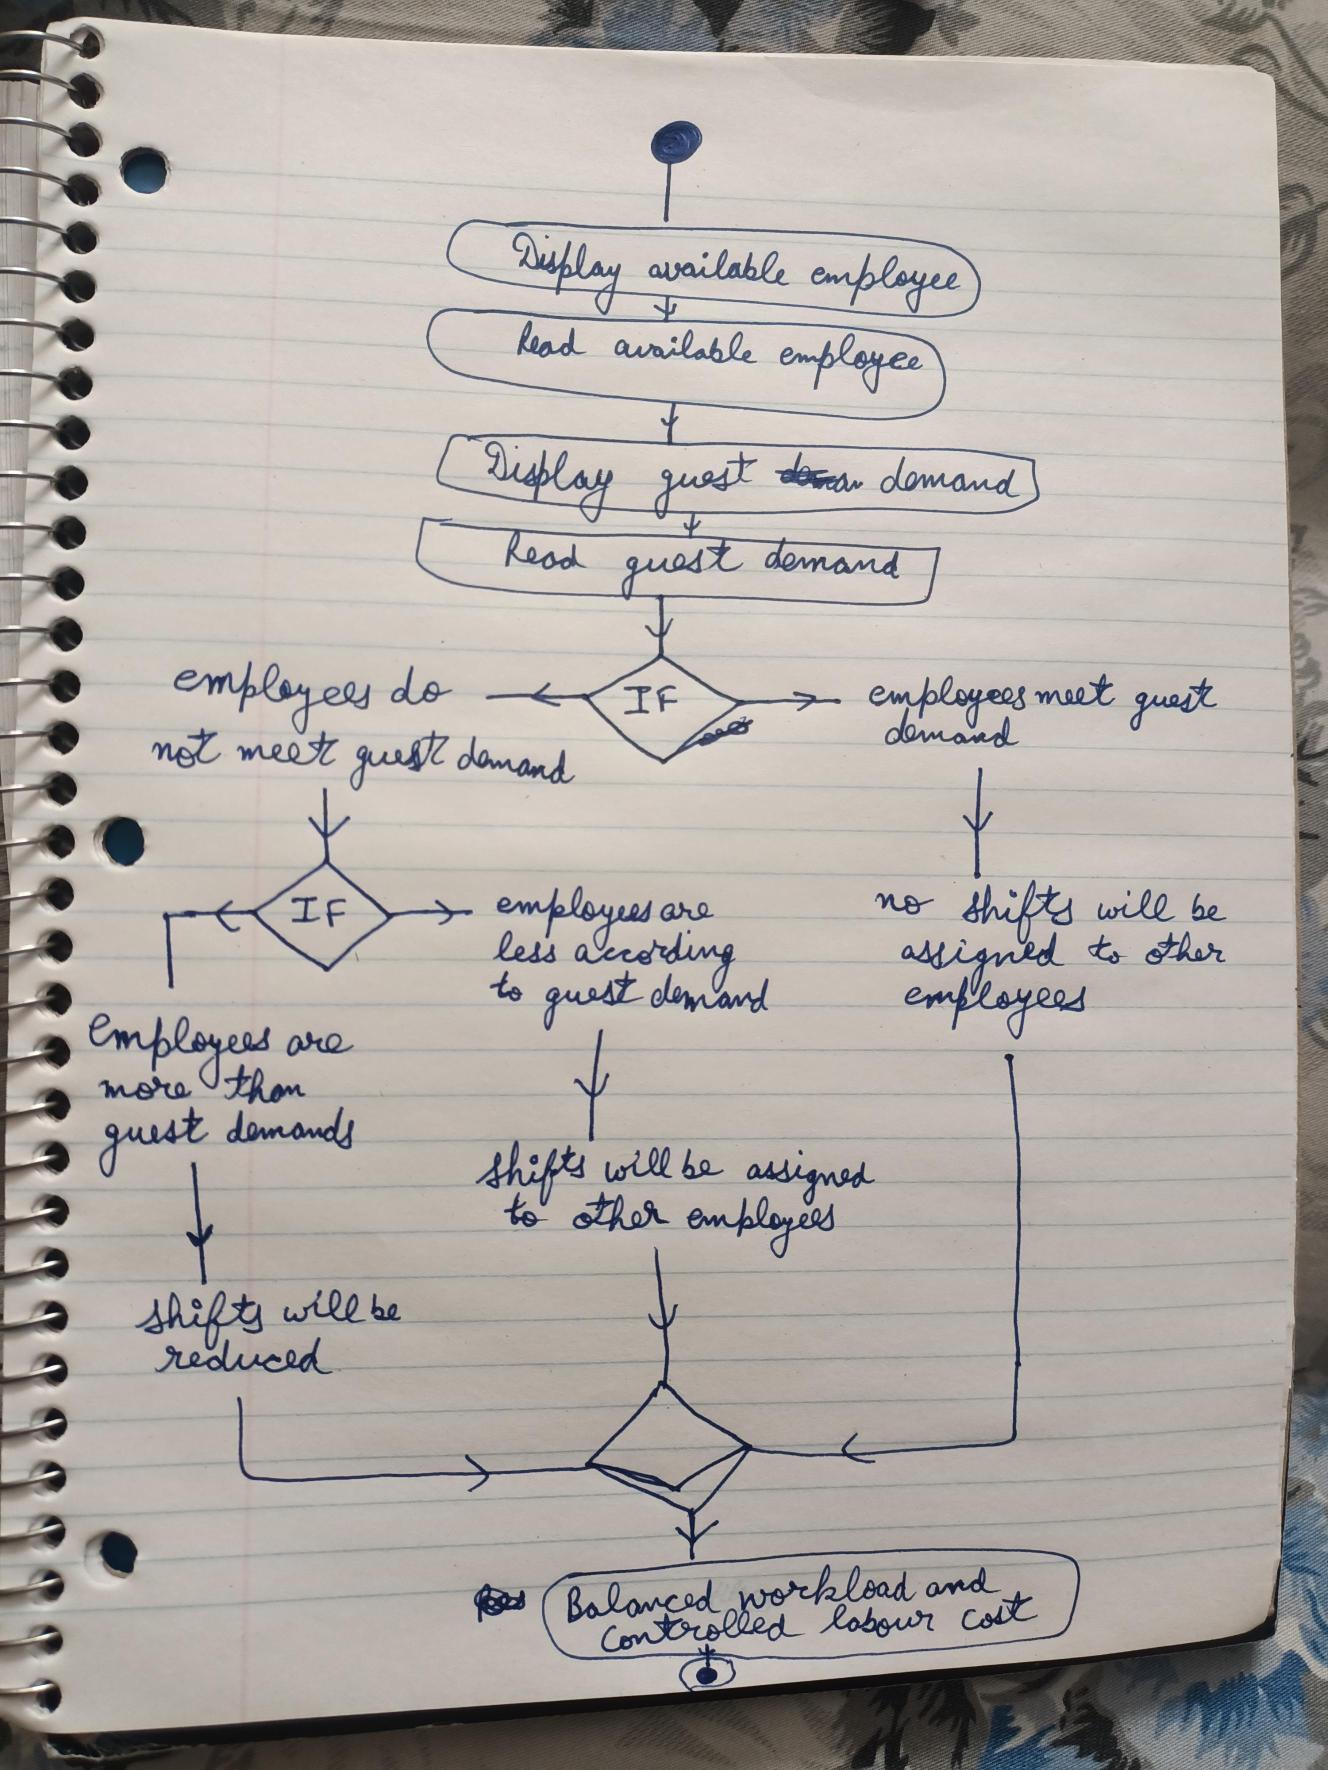 Display available employee
Read available employee
Display guest demand
Read guest demand
IF
employees do
not meet guest demand
employees meet guest
demand
IF
employees are
less according
to guest demand
no shifts will be
assigned to other
employees
employees are
more than
guest demands
shifts will be assigned
to other employees
shifts will be
reduced
Balanced workload and
controlled labour cost